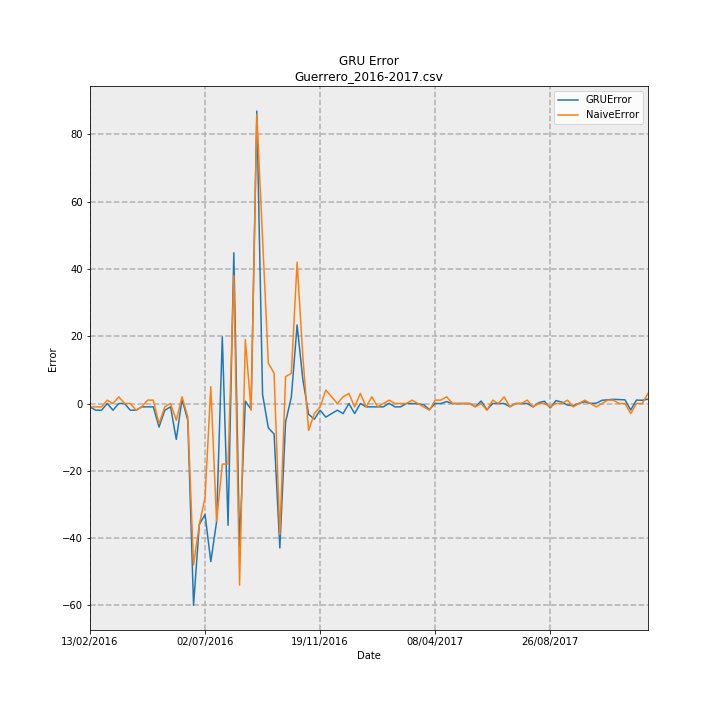 GRU Error
Guerrero_2016-2017.csv
GRUError
NaiveError
80
60
40
20
0
−20
−40
−60
Error
13/02/2016
02/07/2016
19/11/2016
08/04/2017
26/08/2017
Date